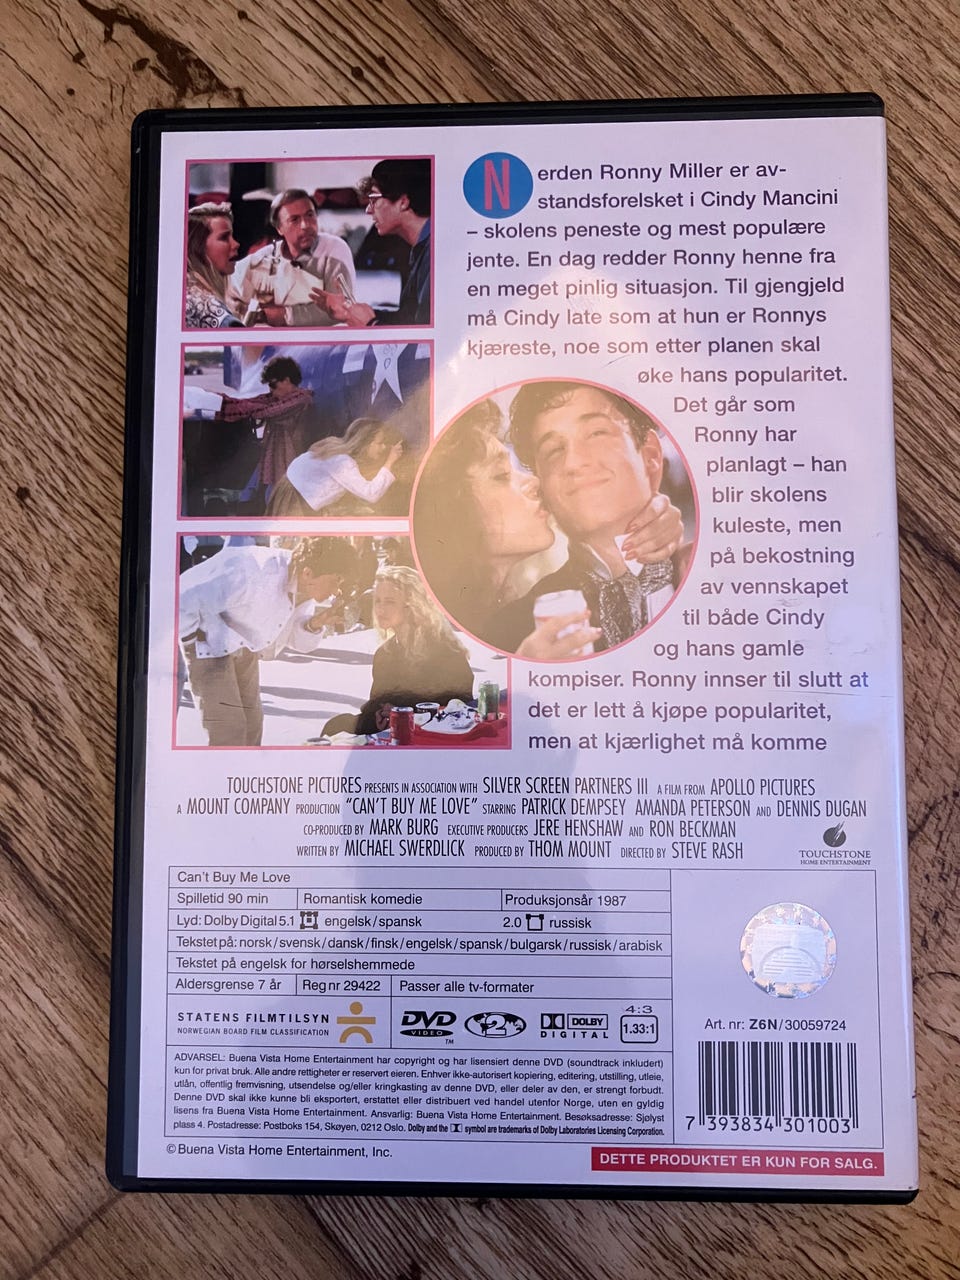 Nerden Ronny Miller er av-
standsforelsket i Cindy Mancini
– skolens peneste og mest populære
jente. En dag redder Ronny henne fra
en meget pinlig situasjon. Til gjengjeld
må Cindy late som at hun er Ronnys
kjæreste, noe som etter planen skal
øke hans popularitet.
Det går som
Ronny har
planlagt – han
blir skolens
kuleste, men
på bekostning
av vennskapet
til både Cindy
og hans gamle
kompiser. Ronny innser til slutt at
det er lett å kjøpe popularitet,
men at kjærlighet må komme
TOUCHSTONE PICTURES PRESENTS IN ASSOCIATION WITH SILVER SCREEN PARTNERS III A FILM FROM APOLLO PICTURES
A MOUNT COMPANY PRODUCTION "CAN'T BUY ME LOVE" STARRING PATRICK DEMPSEY AMANDA PETERSON AND DENNIS DUGAN
CO-PRODUCED BY MARK BURG EXECUTIVE PRODUCERS JERE HENSHAW AND RON BECKMAN
WRITTEN BY MICHAEL SWERDLICK PRODUCED BY THOM MOUNT DIRECTED BY STEVE RASH
TOUCHSTONE
HOME ENTERTAINMENT
Can't Buy Me Love
Spilletid 90 min Romantisk komedie Produksjonsår 1987
Lyd: Dolby Digital 5.1 engelsk/spansk 2.0 russisk
Tekstet på: norsk/svensk/dansk/finsk/engelsk/spansk/bulgarsk/russisk/arabisk
Tekstet på engelsk for hørselshemmede
Aldersgrense 7 år Reg nr 29422 Passer alle tv-formater
STATENS FILMTILSYN
NORWEGIAN BOARD FILM CLASSIFICATION
DVD VIDEO TM
2
DOLBY DIGITAL
4:3
1.33:1
Art. nr: Z6N/30059724
ADVARSEL: Buena Vista Home Entertainment har copyright og har lisensiert denne DVD (soundtrack inkludert)
kun for privat bruk. Alle andre rettigheter er reservert eieren. Enhver ikke-autorisert kopiering, editering, utstilling, utleie,
utlån, offentlig fremvisning, utsendelse og/eller kringkasting av denne DVD, eller deler av den, er strengt forbudt.
Denne DVD skal ikke kunne bli eksportert, erstattet eller distribuert ved handel utenfor Norge, uten en gyldig
lisens fra Buena Vista Home Entertainment. Ansvarlig: Buena Vista Home Entertainment. Besøksadresse: Sjølyst
plass 4. Postadresse: Postboks 154, Skøyen, 0212 Oslo. Dolby and the symbol are trademarks of Dolby Laboratories Licensing Corporation.
7 393834 301003
© Buena Vista Home Entertainment, Inc.
DETTE PRODUKTET ER KUN FOR SALG.